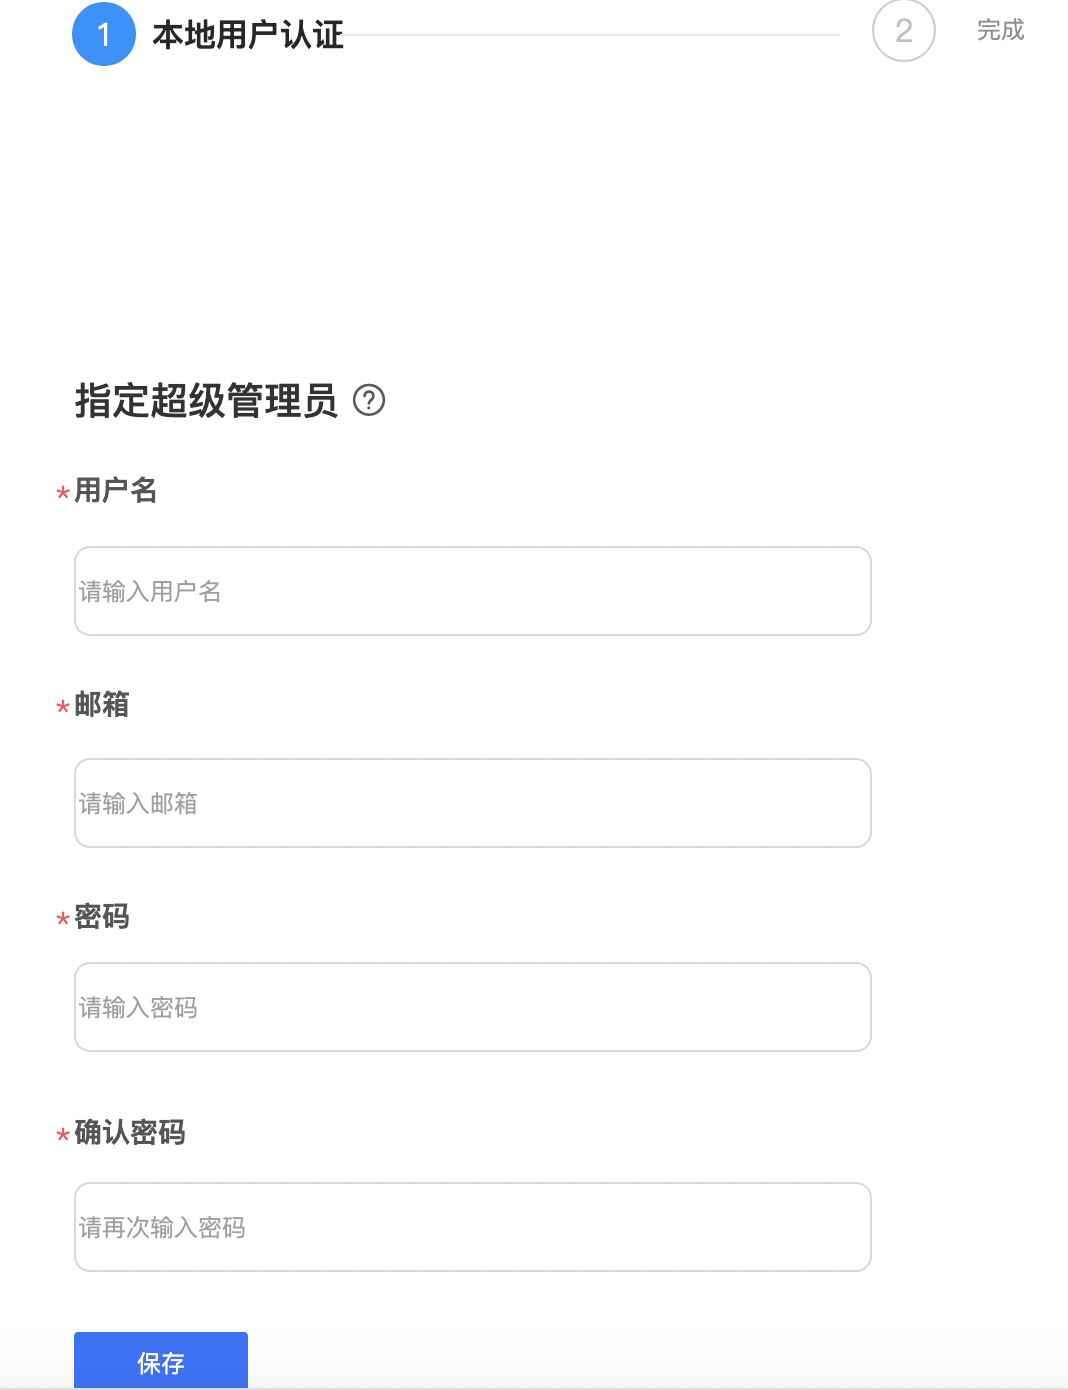 1 本地用户认证 2 完成
指定超级管理员 ?
*用户名
请输入用户名
*邮箱
请输入邮箱
*密码
请输入密码
*确认密码
请再次输入密码
保存